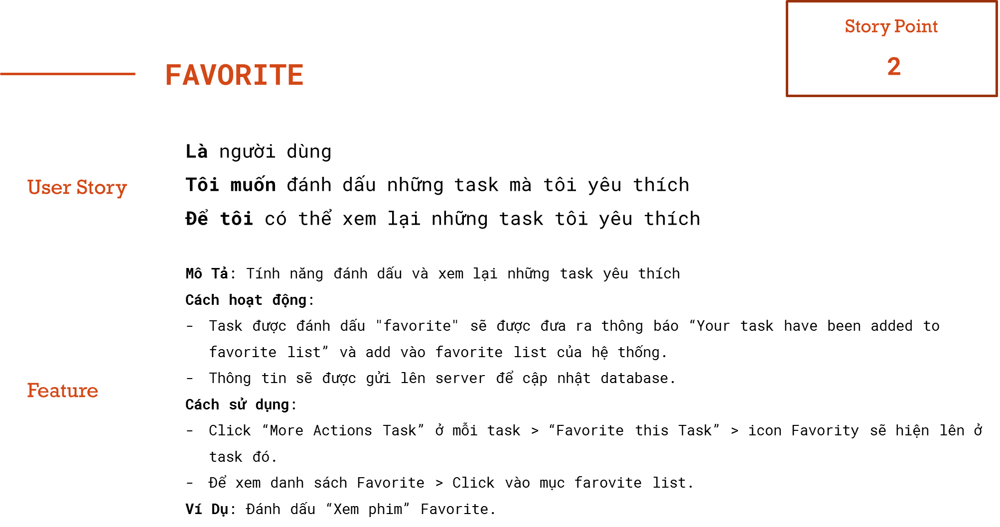 Story Point
2
FAVORITE
User Story
Là người dùng
Tôi muốn đánh dấu những task mà tôi yêu thích
Để tôi có thể xem lại những task tôi yêu thích
Feature
Mô Tả: Tính năng đánh dấu và xem lại những task yêu thích
Cách hoạt động:
- Task được đánh dấu "favorite" sẽ được đưa ra thông báo “Your task have been added to
favorite list” và add vào favorite list của hệ thống.
- Thông tin sẽ được gửi lên server để cập nhật database.
Cách sử dụng:
- Click “More Actions Task” ở mỗi task > “Favorite this Task” > icon Favority sẽ hiện lên ở
task đó.
- Để xem danh sách Favorite > Click vào mục farovite list.
Ví Dụ: Đánh dấu “Xem phim” Favorite.